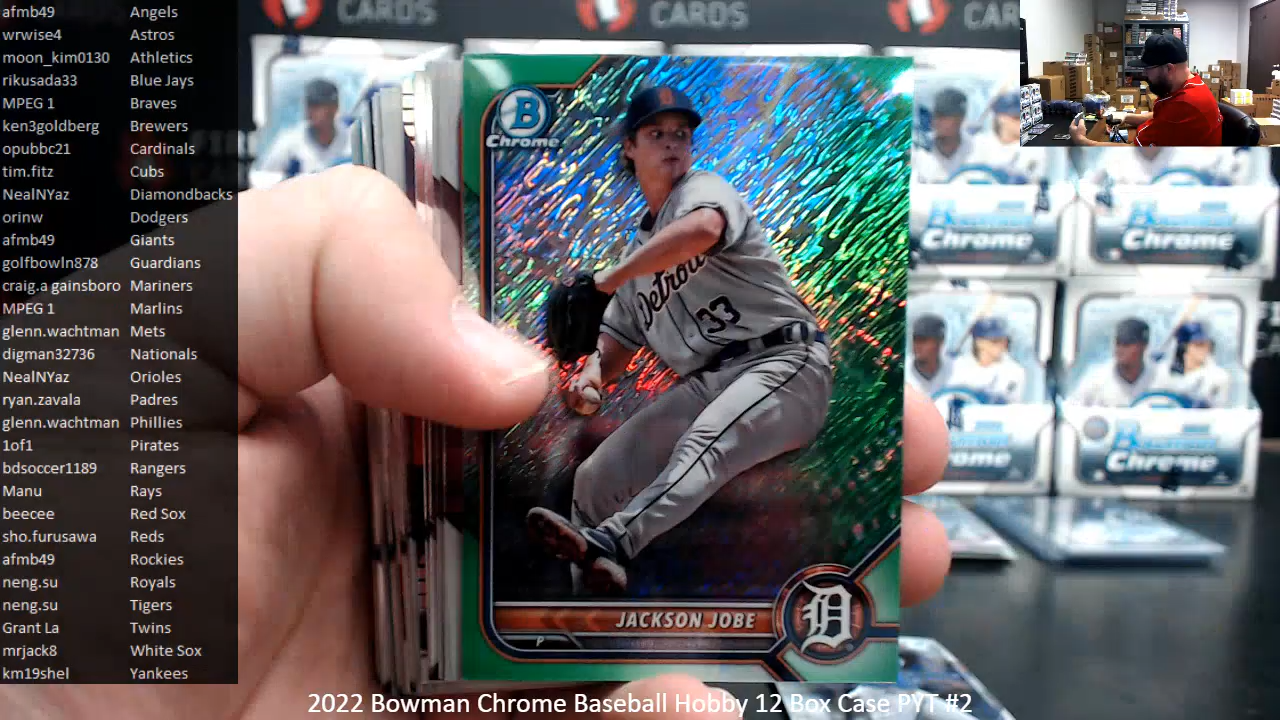 afmb49 Angels
wrwise4 Astros
moon_kim0130 Athletics
rikusada33 Blue Jays
MPEG 1 Braves
ken3goldberg Brewers
opubbc21 Cardinals
tim.fitz Cubs
NealNYaz Diamondbacks
orinw Dodgers
afmb49 Giants
golfbowln878 Guardians
craig.a gainsboro Mariners
MPEG 1 Marlins
glenn.wachtman Mets
digman32736 Nationals
NealNYaz Orioles
ryan.zavala Padres
glenn.wachtman Phillies
1of1 Pirates
bdsoccer1189 Rangers
Manu Rays
beecee Red Sox
sho.furusawa Reds
afmb49 Rockies
neng.su Royals
neng.su Tigers
Grant La Twins
mrjack8 White Sox
km19shel Yankees
CARDS
CARDS
B
Chrome
Detroit
33
JACKSON JOBE
P
D
Bowman
Chrome
Bowman
Chrome
Chrome
2022 Bowman Chrome Baseball Hobby 12 Box Case PYT #2